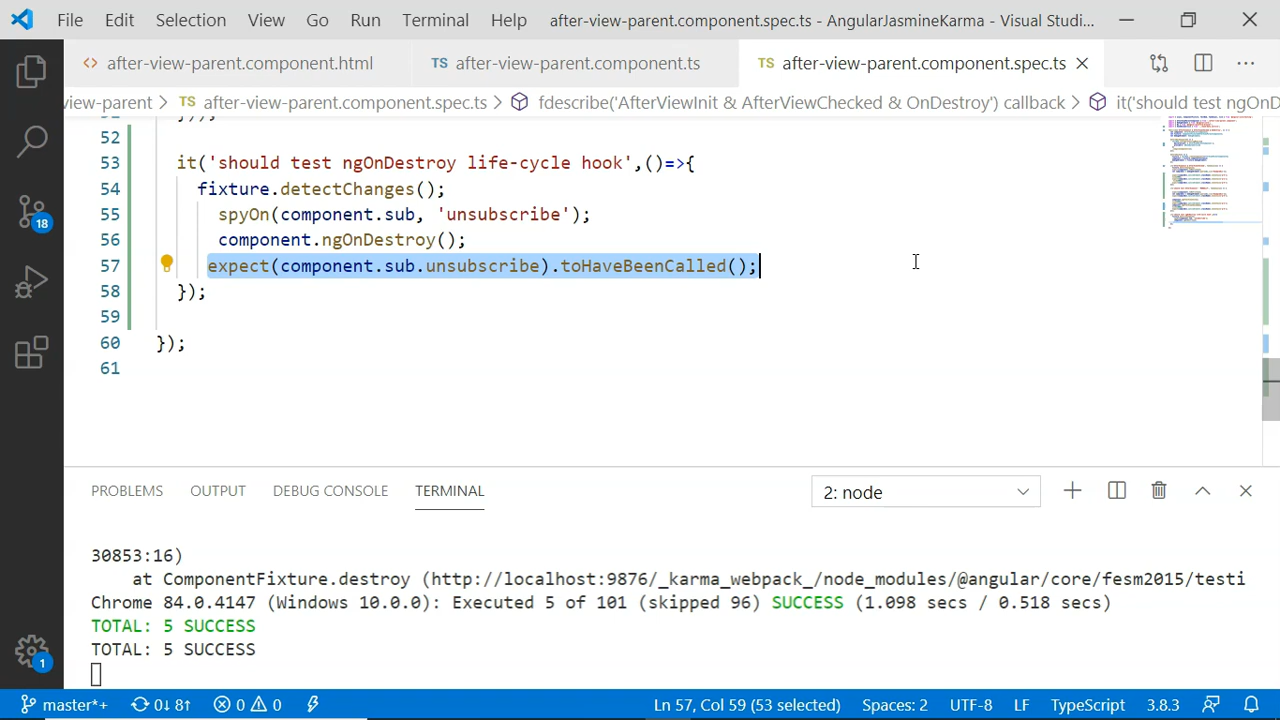 File Edit Selection View Go Run Terminal Help after-view-parent.component.spec.ts - AngularJasmineKarma - Visual Studi...
after-view-parent.component.html TS after-view-parent.component.ts TS after-view-parent.component.spec.ts
view-parent > TS after-view-parent.component.spec.ts > fdescribe('AfterViewInit & AfterViewChecked & OnDestroy') callback > it('should test ngOnD
52
53 it('should test ngOnDestroy life-cycle hook',()=>{
54 fixture.detectChanges();
55 spyOn(component.sub, 'unsubscribe');
56 component.ngOnDestroy();
57 expect(component.sub.unsubscribe).toHaveBeenCalled();
58 });
59
60 });
61
18
PROBLEMS OUTPUT DEBUG CONSOLE TERMINAL 2: node
30853:16)
at ComponentFixture.destroy (http://localhost:9876/_karma_webpack_/node_modules/@angular/core/fesm2015/testi
Chrome 84.0.4147 (Windows 10.0.0): Executed 5 of 101 (skipped 96) SUCCESS (1.098 secs / 0.518 secs)
TOTAL: 5 SUCCESS
TOTAL: 5 SUCCESS
1
master*+ 0↓ 8↑ 0 0 Ln 57, Col 59 (53 selected) Spaces: 2 UTF-8 LF TypeScript 3.8.3